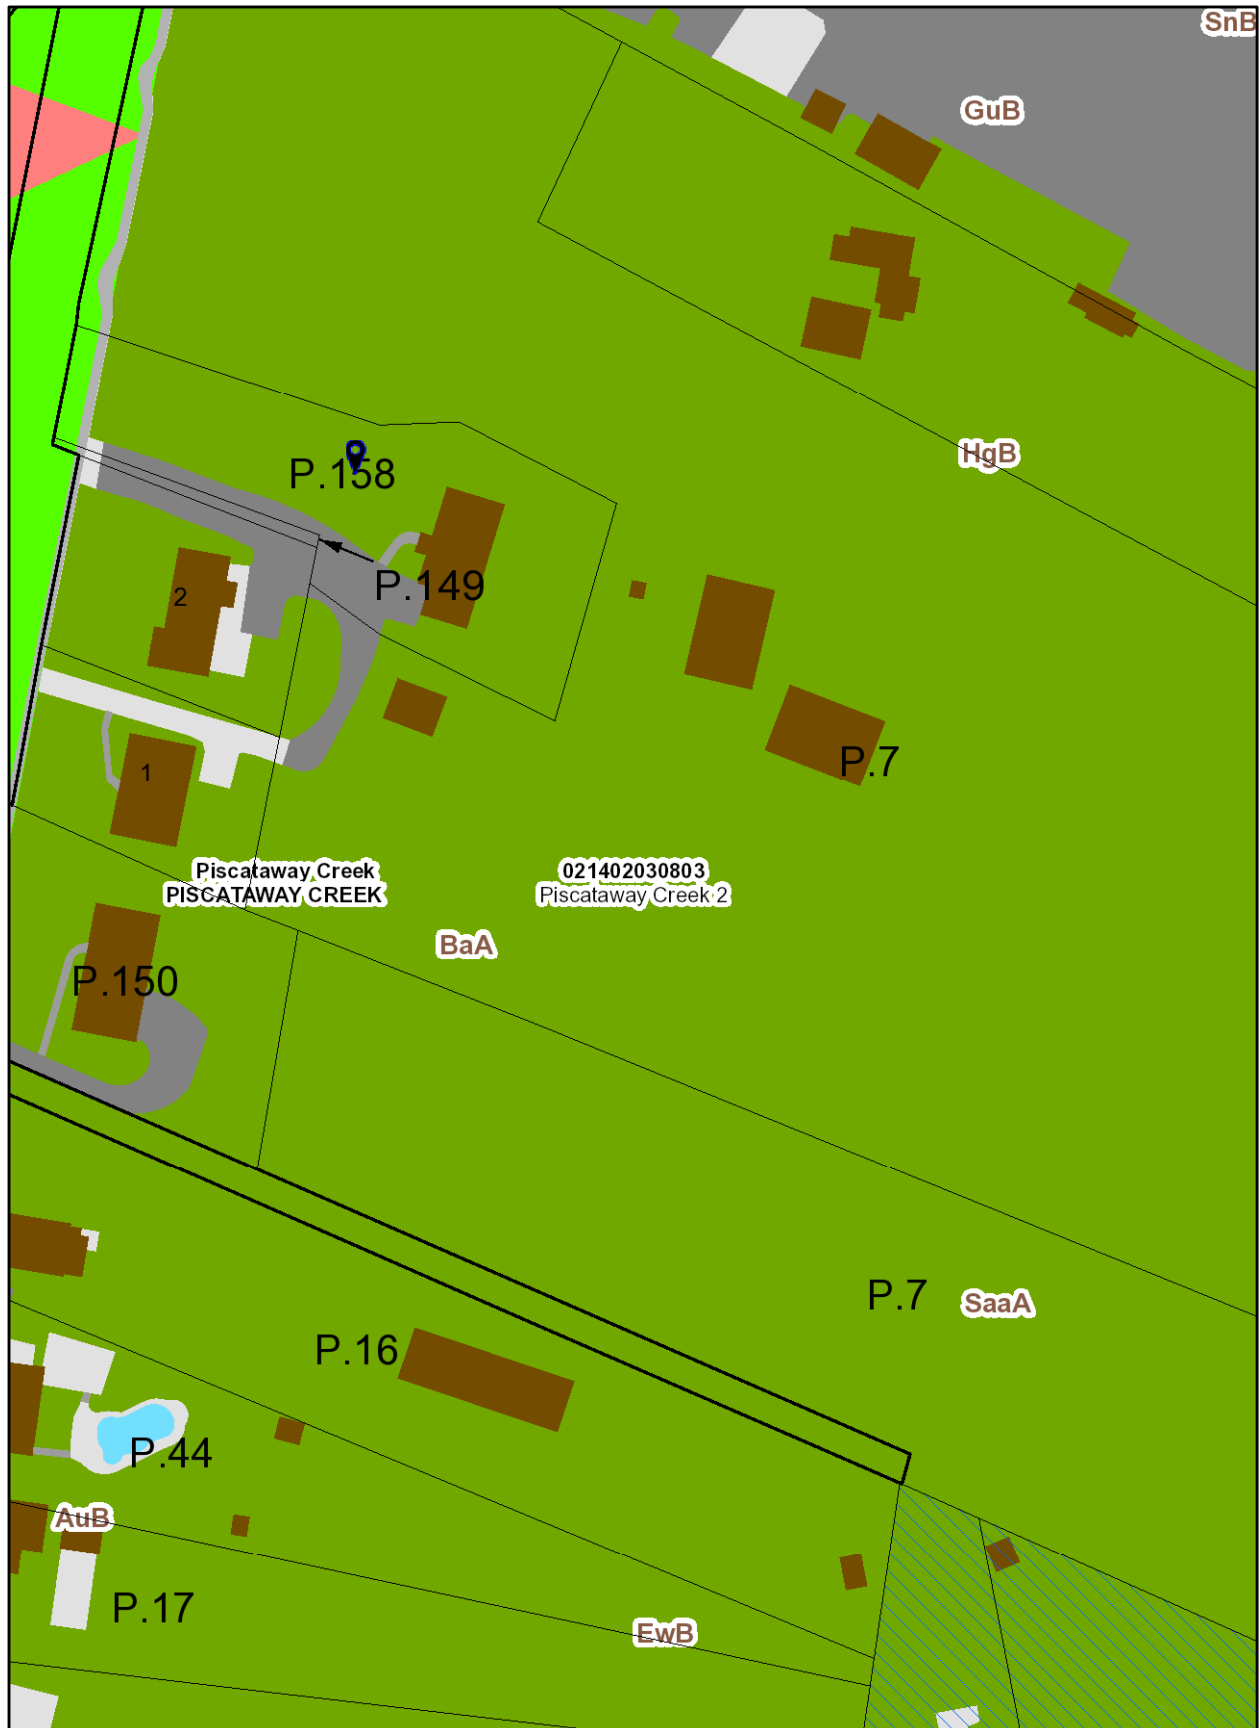 SnB
GuB
HgB
P.158
P.149
2
P.7
1
Piscataway Creek
PISCATAWAY CREEK
021402030803
Piscataway Creek 2
BaA
P.150
P.7
SaaA
P.16
P.44
AuB
P.17
EwB